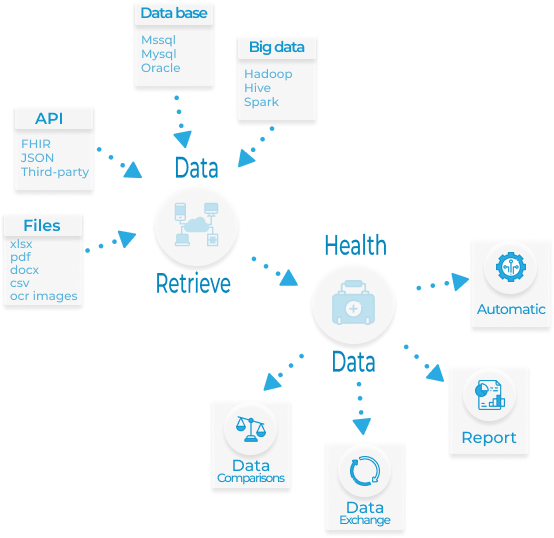 Data base
Mssql
Mysql
Oracle
Big data
Hadoop
Hive
Spark
API
FHIR
JSON
Third-party
Files
xlsx
pdf
docx
csv
ocr images
Data
Retrieve
Health
Data
Automatic
Report
Data
Comparisons
Data
Exchange